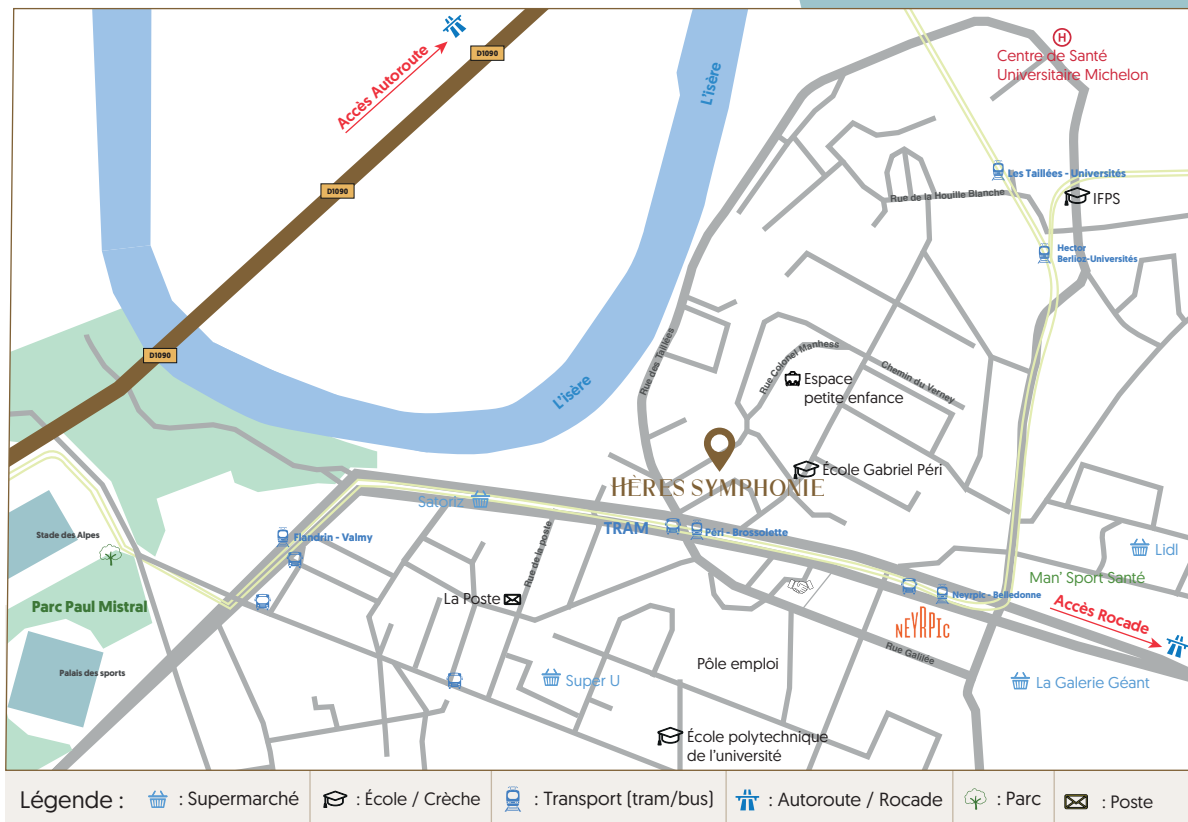 D1090
Accès Autoroute
L'isère
H
Centre de Santé
Universitaire Michelon
D1090
Les Taillées - Universités
Rue de la Houille Blanche
IFPS
Hector
Berlioz-Universités
D1090
Rue des Taillées
Rue Colonel Manhess
Chemin du Verney
L'isère
Espace
petite enfance
École Gabriel Péri
HÈRES SYMPHONIE
Satoriz
TRAM
Péri - Brossolette
Stade des Alpes
Flandrin - Valmy
Rue de la poste
Lidl
Man' Sport Santé
Parc Paul Mistral
La Poste
Neyrpic - Belledonne
Accès Rocade
NEYRPIC
Rue Galilée
Palais des sports
Pôle emploi
Super U
La Galerie Géant
École polytechnique
de l'université
Légende : : Supermarché : École / Crèche : Transport (tram/bus) : Autoroute / Rocade : Parc : Poste